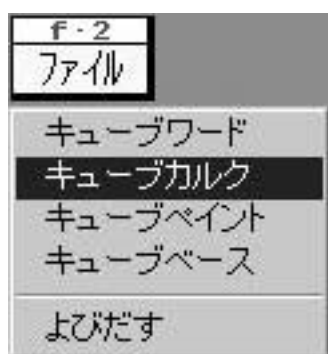 f・2
ファイル
キューブワード
キューブカルク
キューブペイント
キューブベース
よびだす